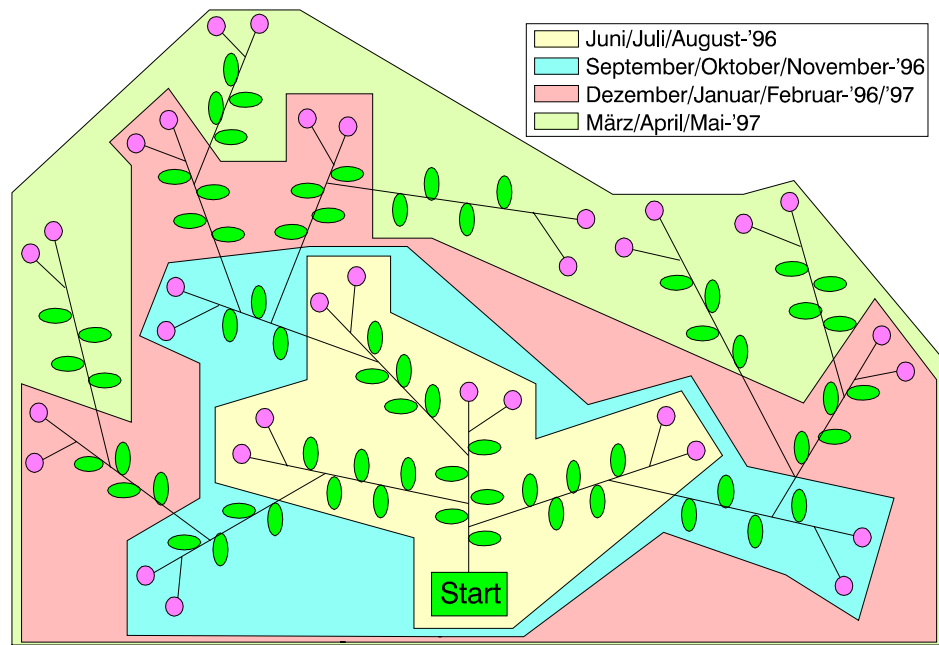 Juni/Juli/August-'96
September/Oktober/November-'96
Dezember/Januar/Februar-'96/'97
März/April/Mai-'97
Start